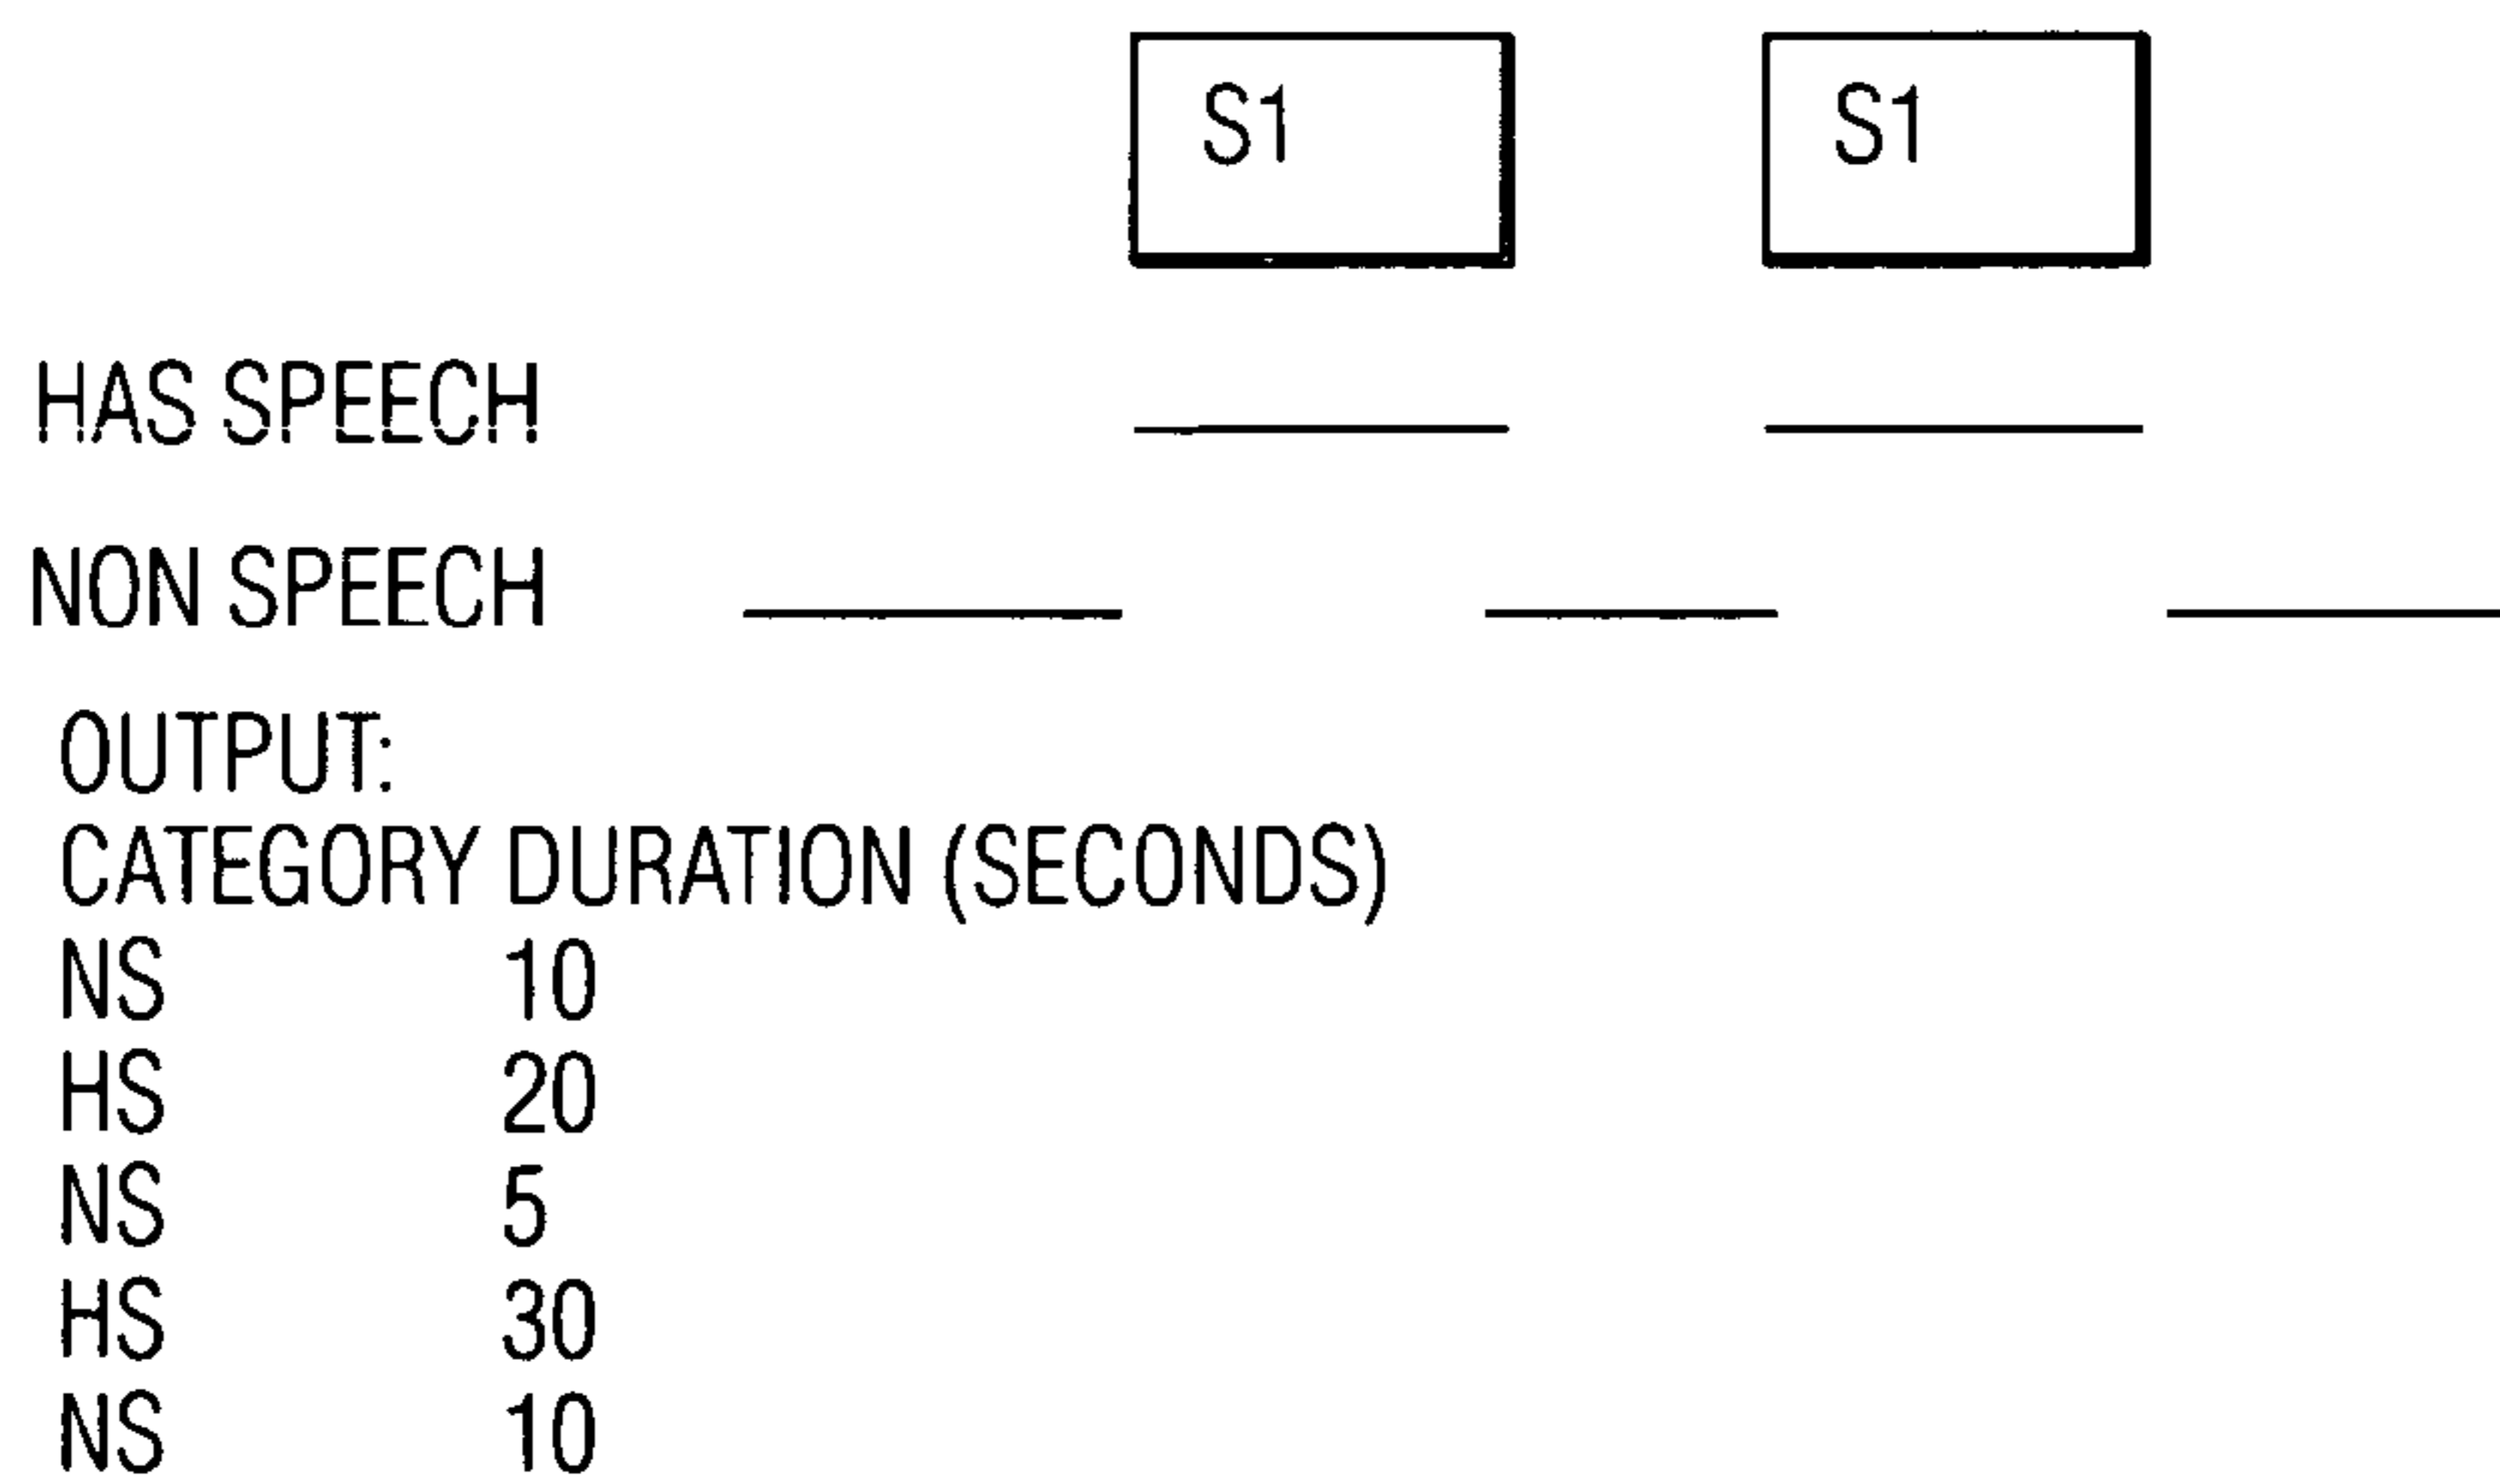 S1 S1
HAS SPEECH
NON SPEECH
OUTPUT:
CATEGORY DURATION (SECONDS)
NS 10
HS 20
NS 5
HS 30
NS 10